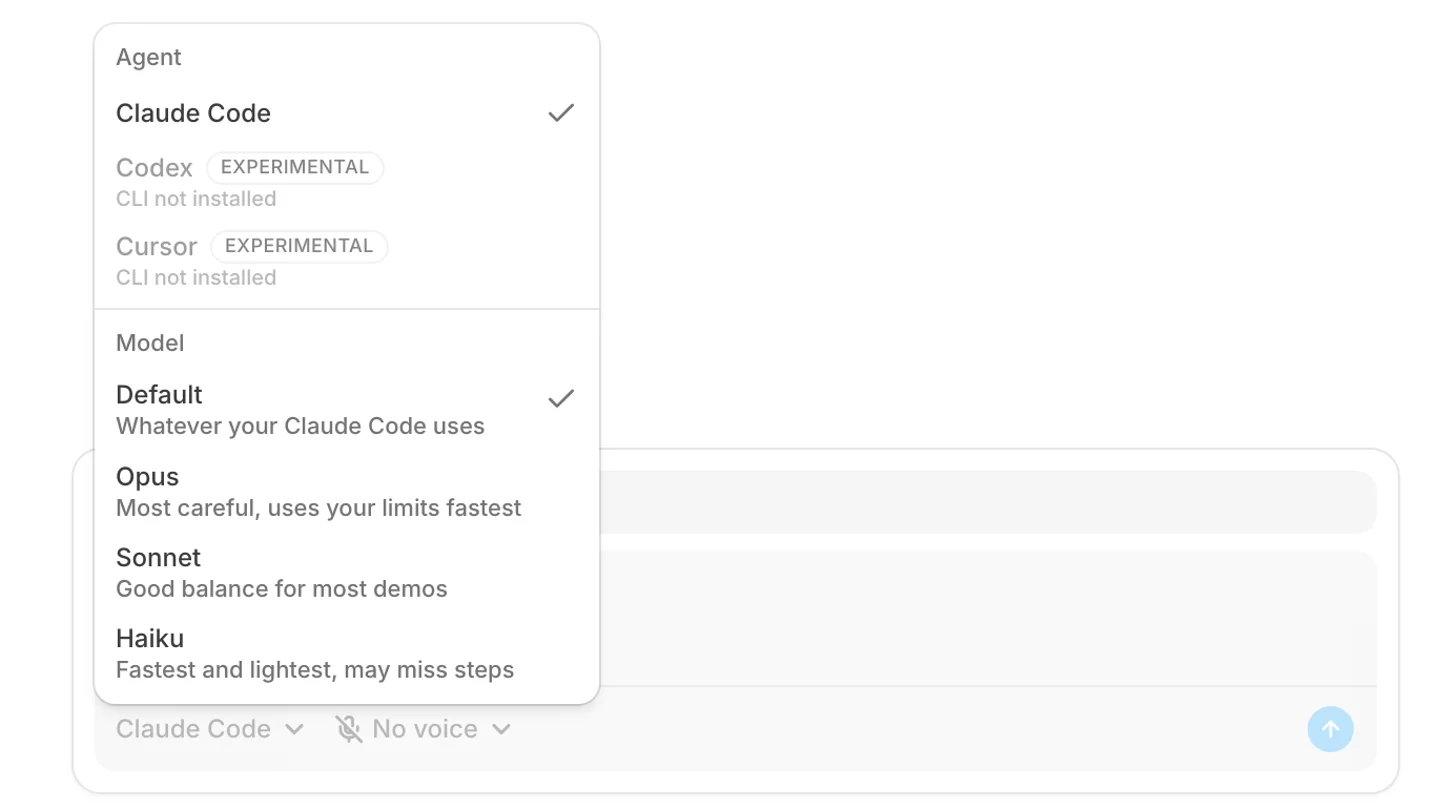 Agent
Claude Code
Codex EXPERIMENTAL
CLI not installed
Cursor EXPERIMENTAL
CLI not installed
Model
Default
Whatever your Claude Code uses
Opus
Most careful, uses your limits fastest
Sonnet
Good balance for most demos
Haiku
Fastest and lightest, may miss steps
Claude Code No voice